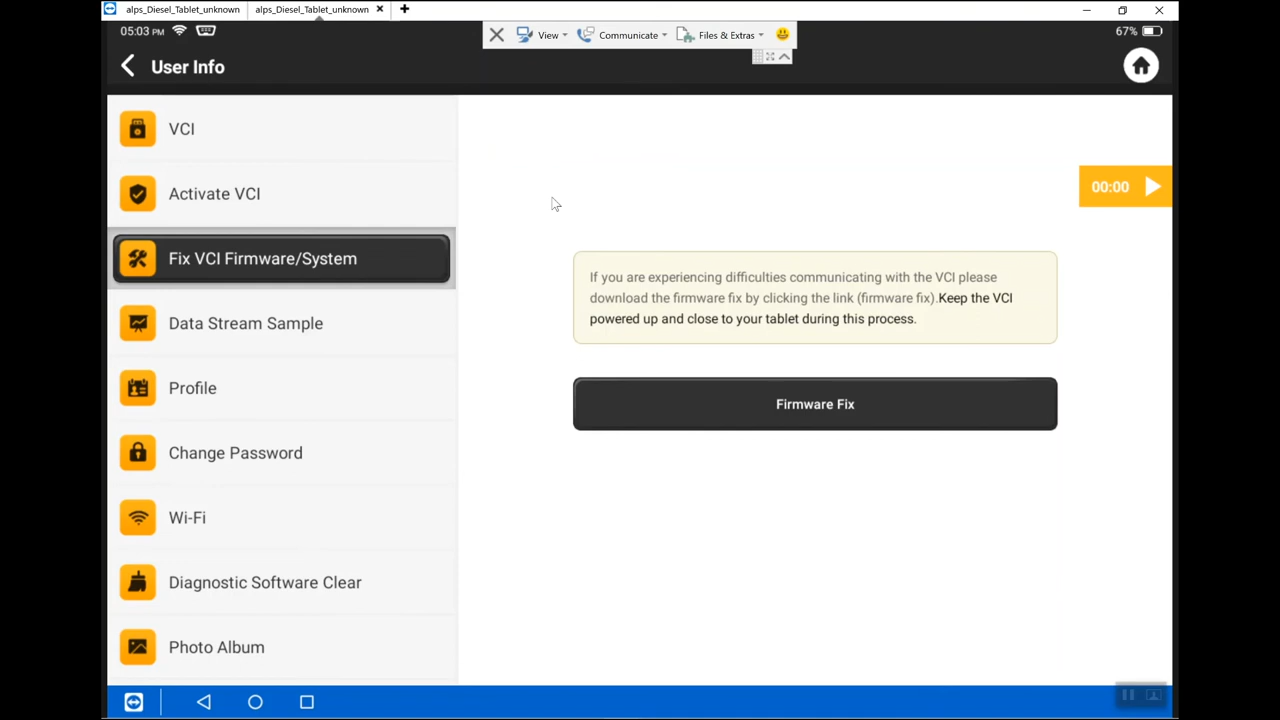 alps_Diesel_Tablet_unknown
alps_Diesel_Tablet_unknown
View
Communicate
Files & Extras
05:03 PM
67%
User Info
VCI
Activate VCI
00:00
Fix VCI Firmware/System
If you are experiencing difficulties communicating with the VCI please
download the firmware fix by clicking the link (firmware fix).Keep the VCI
powered up and close to your tablet during this process.
Data Stream Sample
Profile
Firmware Fix
Change Password
Wi-Fi
Diagnostic Software Clear
Photo Album